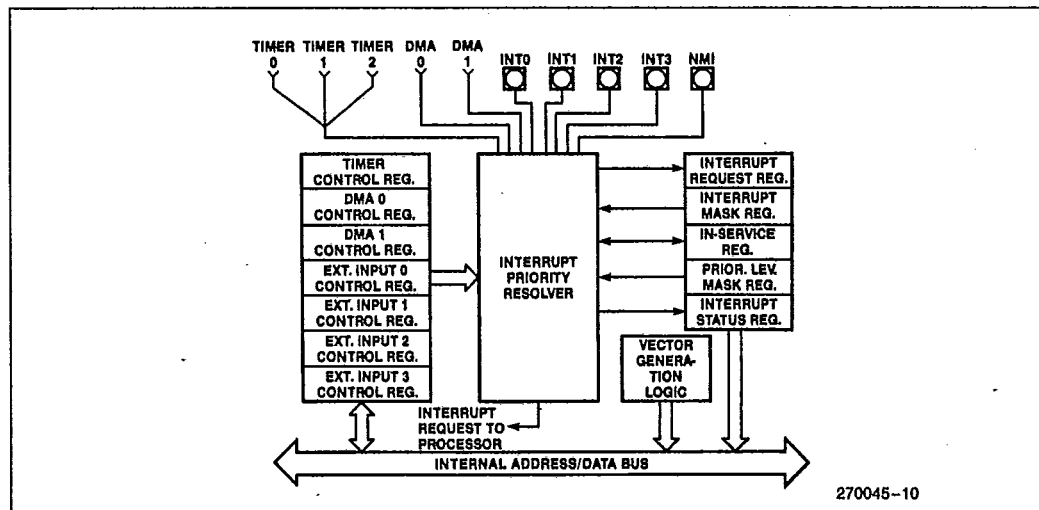 TIMER TIMER TIMER DMA DMA
0 1 2 0 1
INT0 INT1 INT2 INT3 NMI
TIMER
CONTROL REG.
DMA 0
CONTROL REG.
DMA 1
CONTROL REG.
EXT. INPUT 0
CONTROL REG.
EXT. INPUT 1
CONTROL REG.
EXT. INPUT 2
CONTROL REG.
EXT. INPUT 3
CONTROL REG.
INTERRUPT
PRIORITY
RESOLVER
INTERRUPT
REQUEST REG.
INTERRUPT
MASK REG.
IN-SERVICE
REG.
PRIOR. LEV.
MASK REG.
INTERRUPT
STATUS REG.
VECTOR
GENERA-
TION
LOGIC
INTERRUPT
REQUEST TO
PROCESSOR
INTERNAL ADDRESS/DATA BUS
270045-10